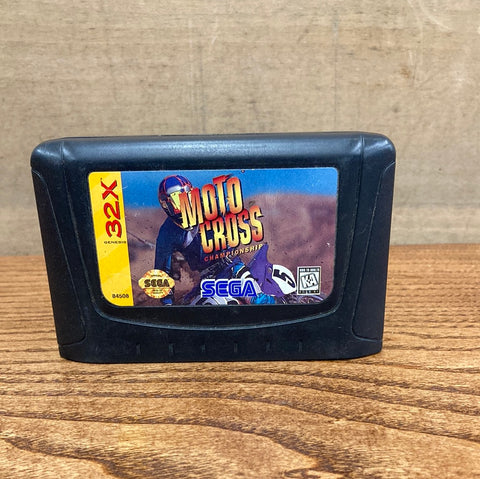 32X
GENESIS
84508
MOTO
CROSS
CHAMPIONSHIP
SEGA
SEGA
5
K-A